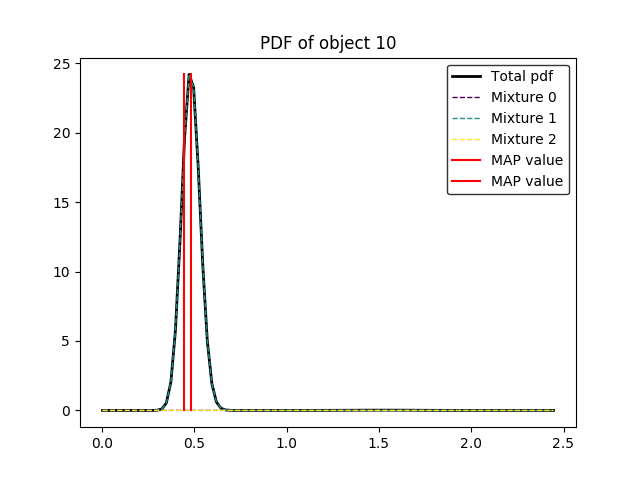 PDF of object 10
25
20
15
10
5
0
0.0 0.5 1.0 1.5 2.0 2.5
Total pdf
Mixture 0
Mixture 1
Mixture 2
MAP value
MAP value